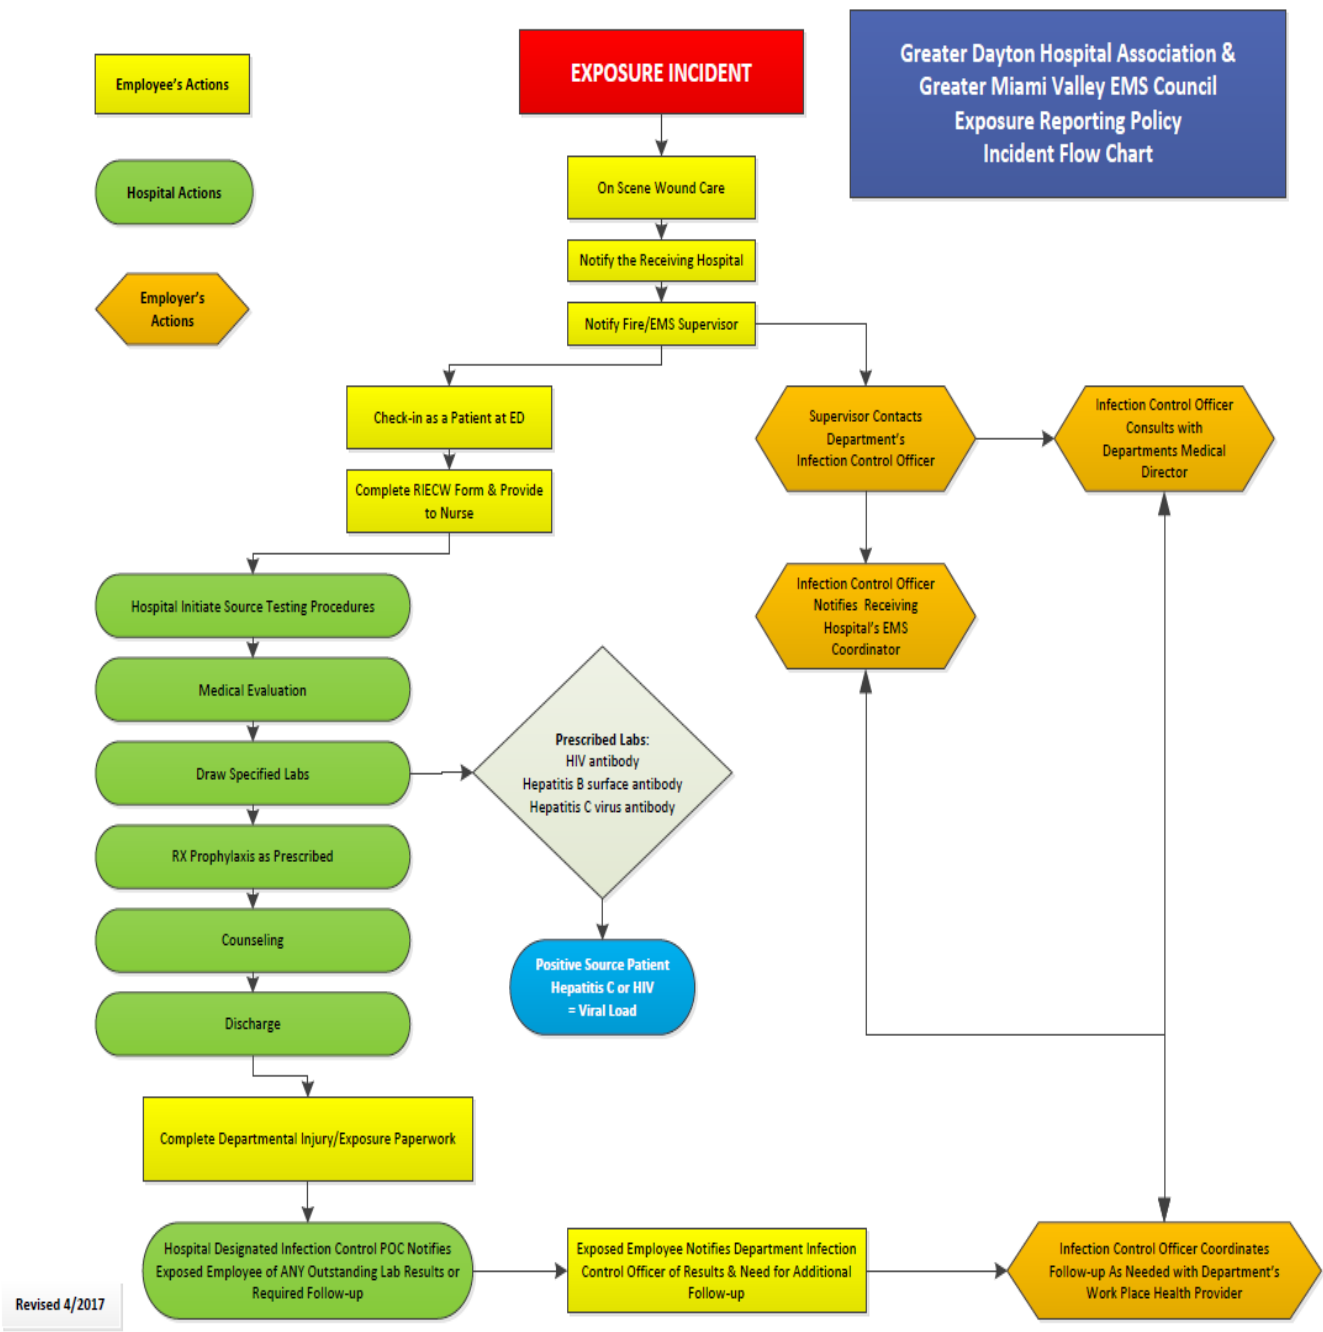 Employee's Actions
Hospital Actions
Employer's
Actions
EXPOSURE INCIDENT
Greater Dayton Hospital Association &
Greater Miami Valley EMS Council
Exposure Reporting Policy
Incident Flow Chart
On Scene Wound Care
Notify the Receiving Hospital
Notify Fire/EMS Supervisor
Check-in as a Patient at ED
Complete RIECW Form & Provide
to Nurse
Supervisor Contacts
Department's
Infection Control Officer
Infection Control Officer
Consults with
Departments Medical
Director
Infection Control Officer
Notifies Receiving
Hospital's EMS
Coordinator
Hospital Initiate Source Testing Procedures
Medical Evaluation
Draw Specified Labs
RX Prophylaxis as Prescribed
Counseling
Discharge
Prescribed Labs:
HIV antibody
Hepatitis B surface antibody
Hepatitis C virus antibody
Positive Source Patient
Hepatitis C or HIV
= Viral Load
Complete Departmental Injury/Exposure Paperwork
Hospital Designated Infection Control POC Notifies
Exposed Employee of ANY Outstanding Lab Results or
Required Follow-up
Exposed Employee Notifies Department Infection
Control Officer of Results & Need for Additional
Follow-up
Infection Control Officer Coordinates
Follow-up As Needed with Department's
Work Place Health Provider
Revised 4/2017